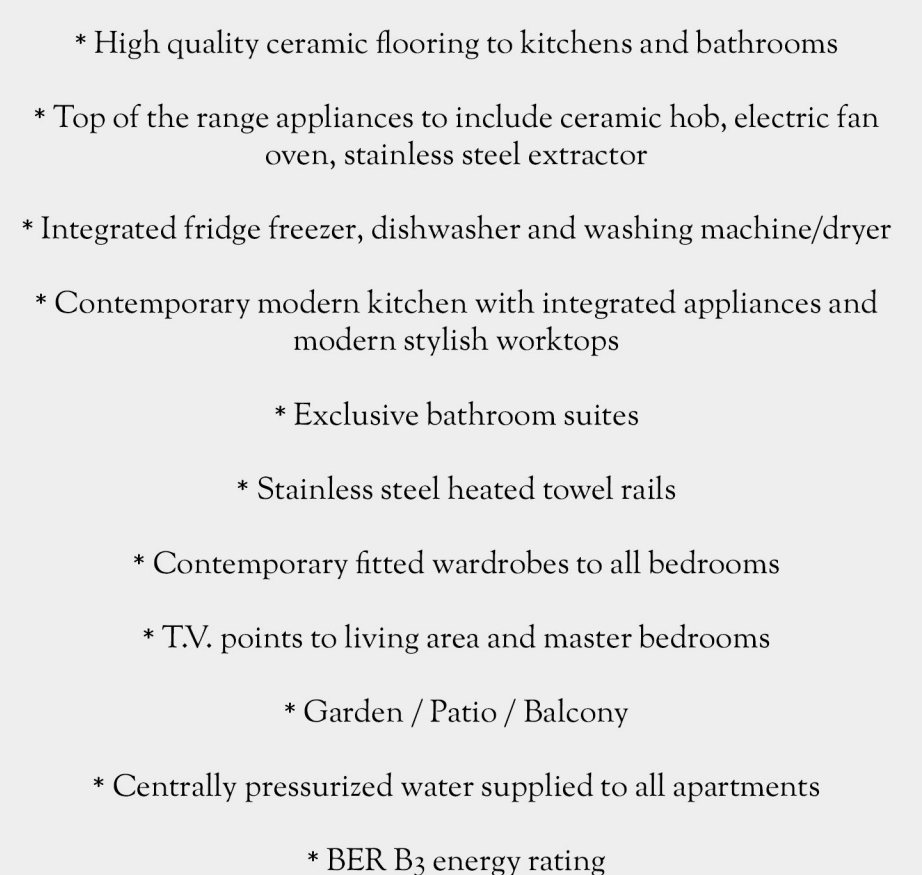 * High quality ceramic flooring to kitchens and bathrooms
* Top of the range appliances to include ceramic hob, electric fan
oven, stainless steel extractor
* Integrated fridge freezer, dishwasher and washing machine/dryer
* Contemporary modern kitchen with integrated appliances and
modern stylish worktops
* Exclusive bathroom suites
* Stainless steel heated towel rails
* Contemporary fitted wardrobes to all bedrooms
* T.V. points to living area and master bedrooms
* Garden / Patio / Balcony
* Centrally pressurized water supplied to all apartments
* BER B3 energy rating